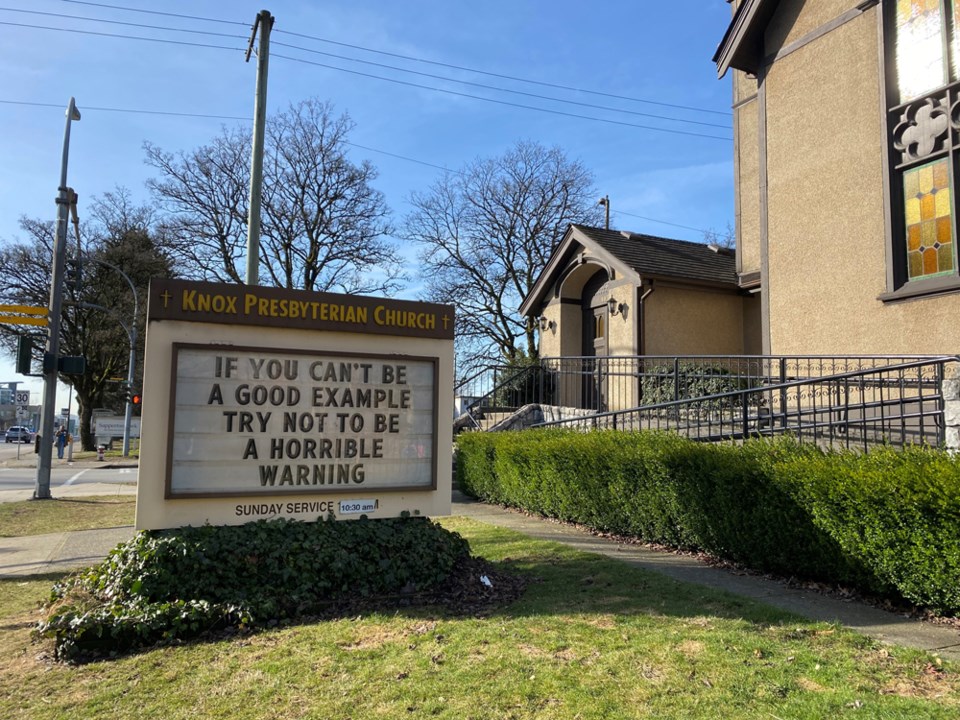 KNOX PRESBYTERIAN CHURCH
IF YOU CAN'T BE
A GOOD EXAMPLE
TRY NOT TO BE
A HORRIBLE
WARNING
SUNDAY SERVICE 10:30 am
30